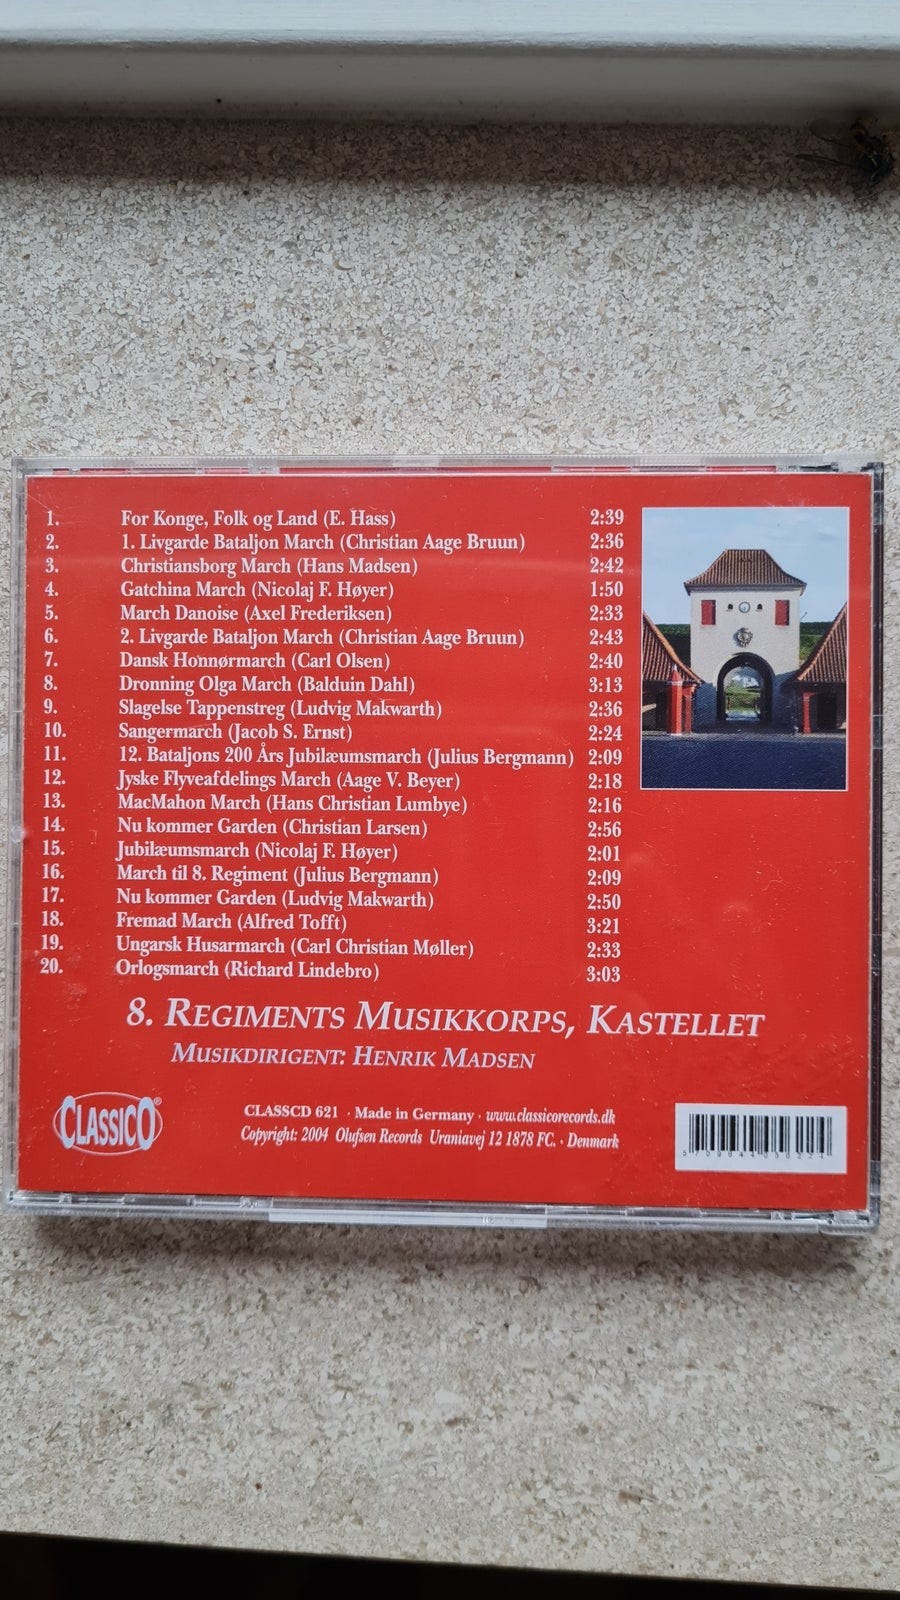 1. For Konge, Folk og Land (E. Hass) 2:39
2. 1. Livgarde Bataljon March (Christian Aage Bruun) 2:36
3. Christiansborg March (Hans Madsen) 2:42
4. Gatchina March (Nicolaj F. Høyer) 1:50
5. March Danoise (Axel Frederiksen) 2:33
6. 2. Livgarde Bataljon March (Christian Aage Bruun) 2:43
7. Dansk Honnørmarch (Carl Olsen) 2:40
8. Dronning Olga March (Balduin Dahl) 3:13
9. Slagelse Tappenstreg (Ludvig Makwarth) 2:36
10. Sangermarch (Jacob S. Ernst) 2:24
11. 12. Bataljons 200 Års Jubilæumsmarch (Julius Bergmann) 2:09
12. Jyske Flyveafdelings March (Aage V. Beyer) 2:18
13. MacMahon March (Hans Christian Lumbye) 2:16
14. Nu kommer Garden (Christian Larsen) 2:56
15. Jubilæumsmarch (Nicolaj F. Høyer) 2:01
16. March til 8. Regiment (Julius Bergmann) 2:09
17. Nu kommer Garden (Ludvig Makwarth) 2:50
18. Fremad March (Alfred Tofft) 3:21
19. Ungarsk Husarmarch (Carl Christian Møller) 2:33
20. Orlogsmarch (Richard Lindebro) 3:03
8. REGIMENTS MUSIKKORPS, KASTELLET
MUSIKDIRIGENT: HENRIK MADSEN
CLASSICO®
CLASSCD 621 · Made in Germany · www.classicorecords.dk
Copyright: 2004 Olufsen Records Uraniavej 12 1878 FC. · Denmark